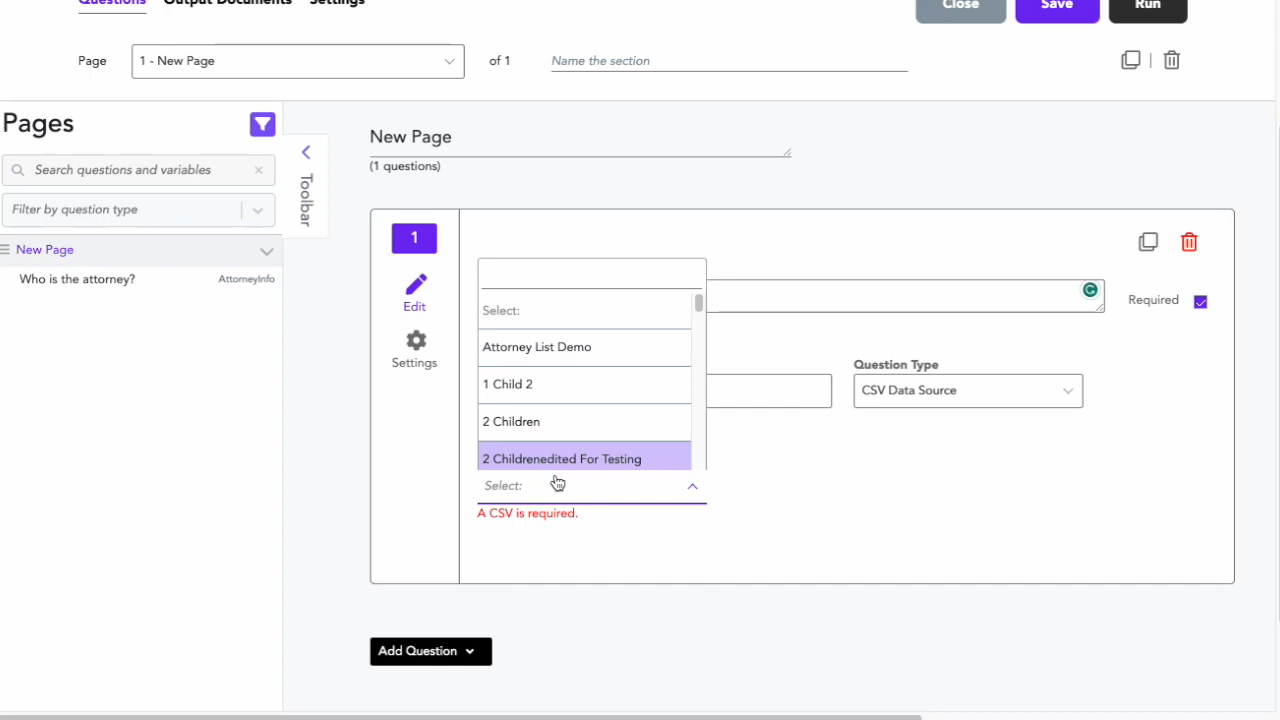 Questions Output Documents Settings
Close Save Run
Page 1 - New Page of 1 Name the section
Pages
Search questions and variables
Filter by question type
New Page
Who is the attorney? AttorneyInfo
Toolbar
New Page
(1 questions)
1
Edit
Settings
Required
Question Type
CSV Data Source
Select:
Attorney List Demo
1 Child 2
2 Children
2 Childrenedited For Testing
Select:
A CSV is required.
Add Question